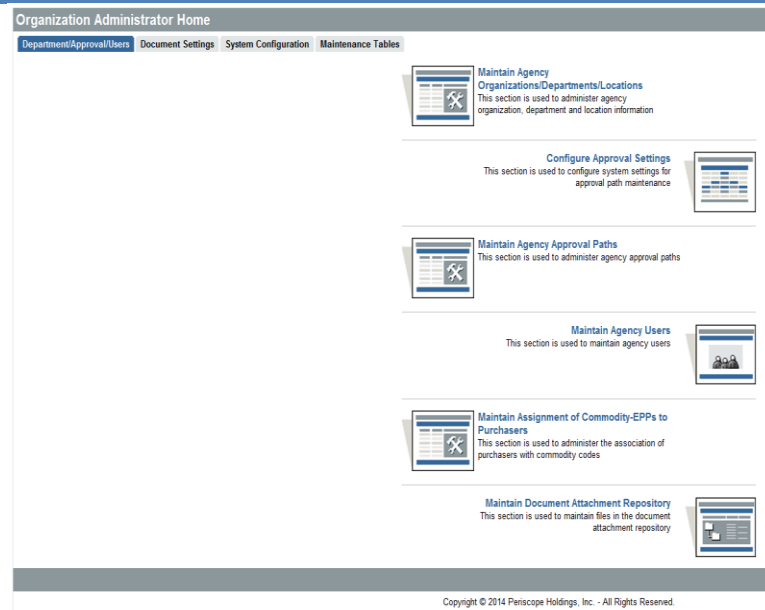 Organization Administrator Home
Department/Approval/Users Document Settings System Configuration Maintenance Tables
Maintain Agency
Organizations/Departments/Locations
This section is used to administer agency
organization, department and location information
Configure Approval Settings
This section is used to configure system settings for
approval path maintenance
Maintain Agency Approval Paths
This section is used to administer agency approval paths
Maintain Agency Users
This section is used to maintain agency users
Maintain Assignment of Commodity-EPPs to
Purchasers
This section is used to administer the association of
purchasers with commodity codes
Maintain Document Attachment Repository
This section is used to maintain files in the document
attachment repository
Copyright © 2014 Periscope Holdings, Inc. - All Rights Reserved.